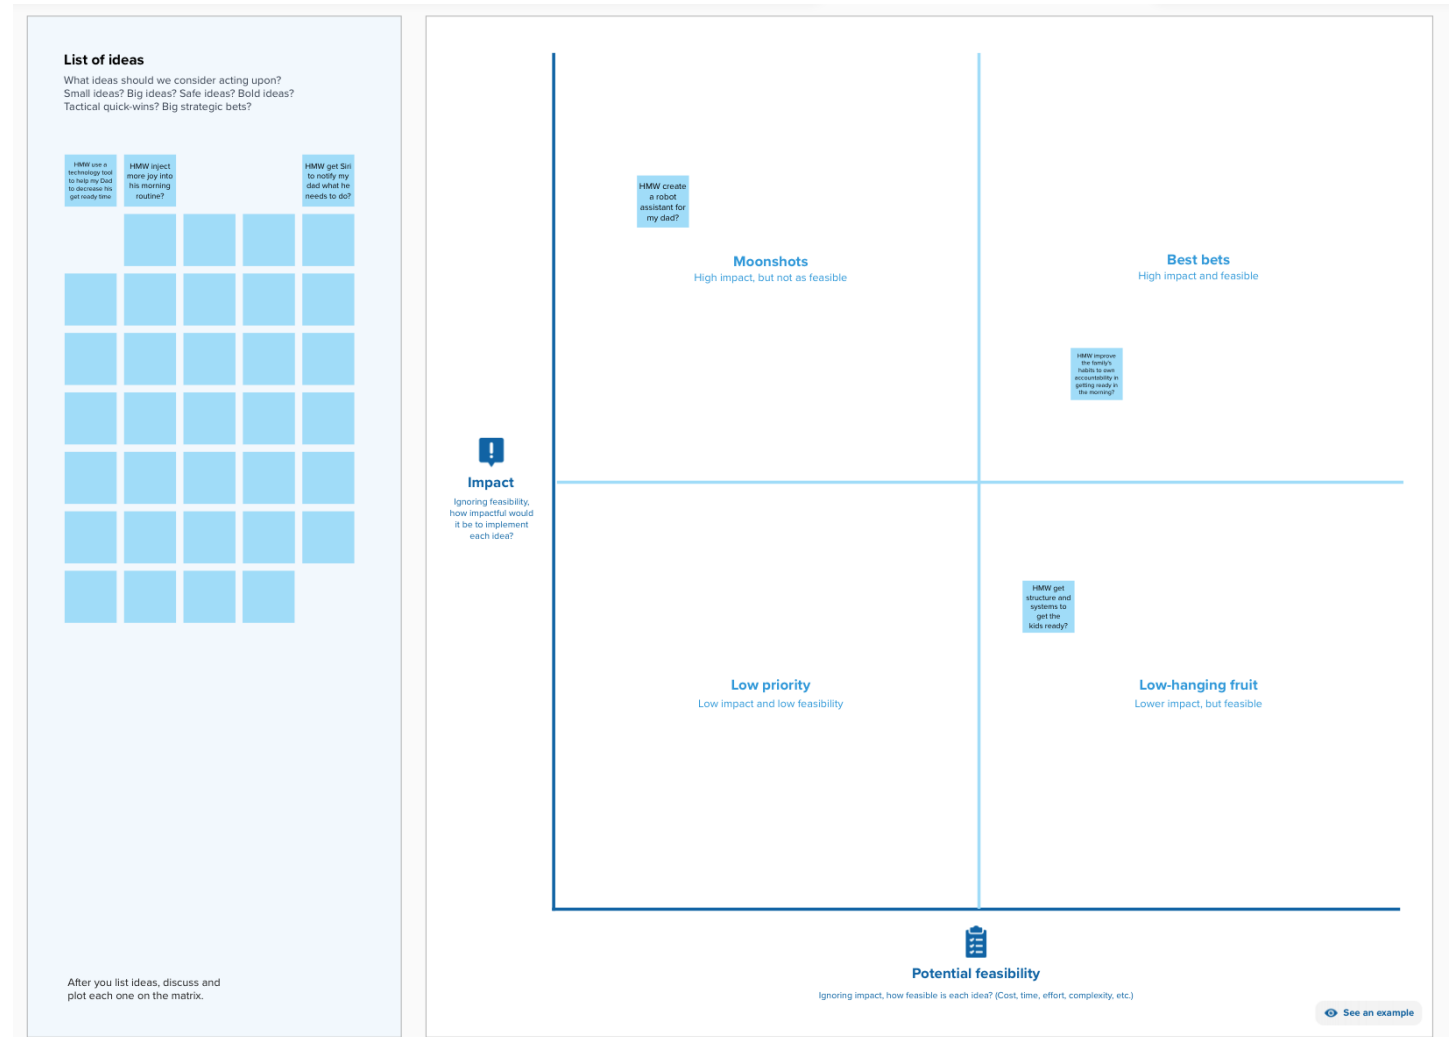 List of ideas
What ideas should we consider acting upon?
Small ideas? Big ideas? Safe ideas? Bold ideas?
Tactical quick-wins? Big strategic bets?
HMW use a
technology tool
to help my Dad
to decrease his
get ready time
HMW inject
more joy into
his morning
routine?
HMW get Siri
to notify my
dad what he
needs to do?
After you list ideas, discuss and
plot each one on the matrix.
HMW create
a robot
assistant for
my dad?
Moonshots
High impact, but not as feasible
Best bets
High impact and feasible
HMW improve
the family's
habits to own
accountability in
getting ready in
the morning?
Impact
Ignoring feasibility,
how impactful would
it be to implement
each idea?
HMW get
structure and
systems to
get the
kids ready?
Low priority
Low impact and low feasibility
Low-hanging fruit
Lower impact, but feasible
Potential feasibility
Ignoring impact, how feasible is each idea? (Cost, time, effort, complexity, etc.)
See an example